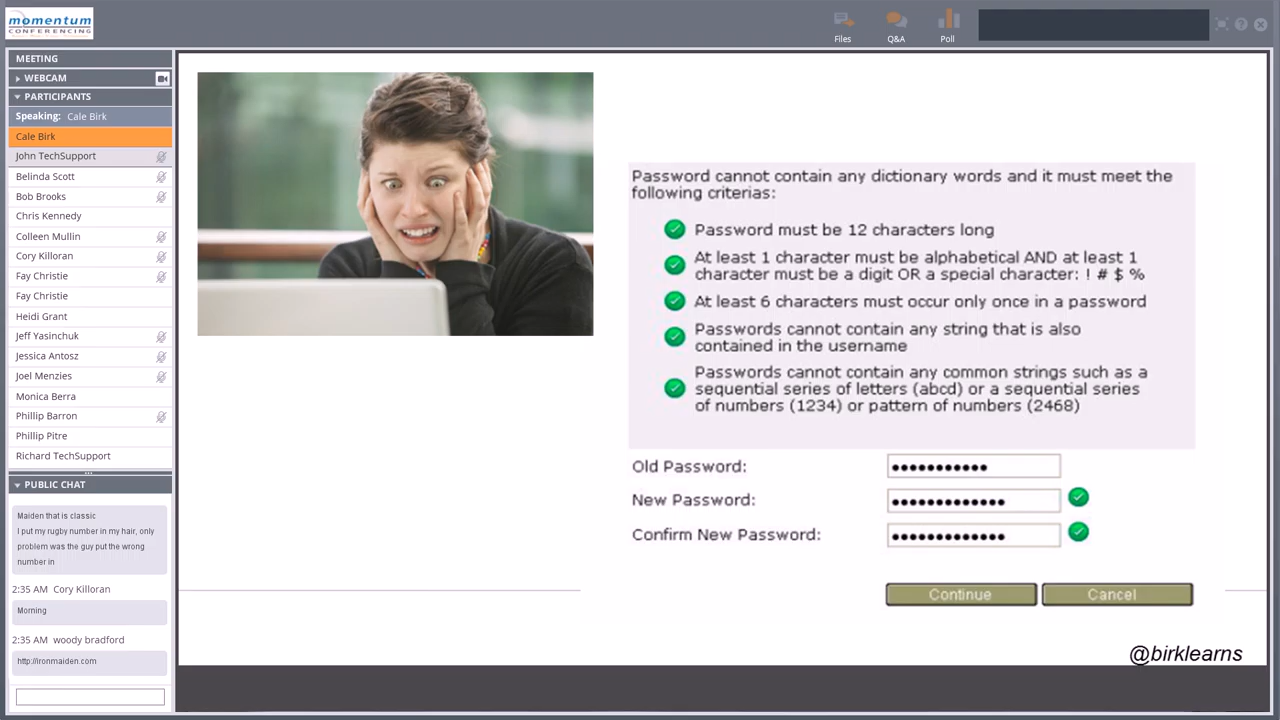 momentum
CONFERENCING
Files
Q&A
Poll
MEETING
WEBCAM
PARTICIPANTS
Speaking: Cale Birk
Cale Birk
John TechSupport
Belinda Scott
Bob Brooks
Chris Kennedy
Colleen Mullin
Cory Killoran
Fay Christie
Fay Christie
Heidi Grant
Jeff Yasinchuk
Jessica Antosz
Joel Menzies
Monica Berra
Phillip Barron
Phillip Pitre
Richard TechSupport
PUBLIC CHAT
Maiden that is classic
I put my rugby number in my hair, only
problem was the guy put the wrong
number in
2:35 AM Cory Killoran
Morning
2:35 AM woody bradford
http://ironmaiden.com
Password cannot contain any dictionary words and it must meet the
following criterias:
Password must be 12 characters long
At least 1 character must be alphabetical AND at least 1
character must be a digit OR a special character: ! # $ %
At least 6 characters must occur only once in a password
Passwords cannot contain any string that is also
contained in the username
Passwords cannot contain any common strings such as a
sequential series of letters (abcd) or a sequential series
of numbers (1234) or pattern of numbers (2468)
Old Password:
New Password:
Confirm New Password:
Continue Cancel
@birklearns